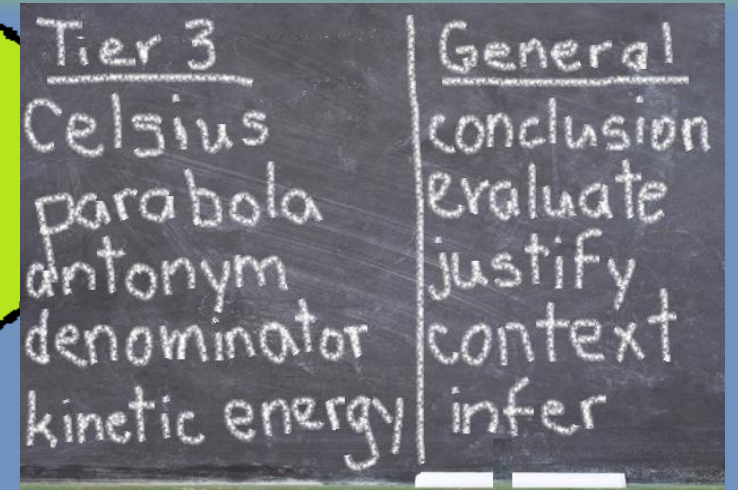 Tier 3
Celsius
parabola
antonym
denominator
kinetic energy
General
conclusion
evaluate
justify
context
infer